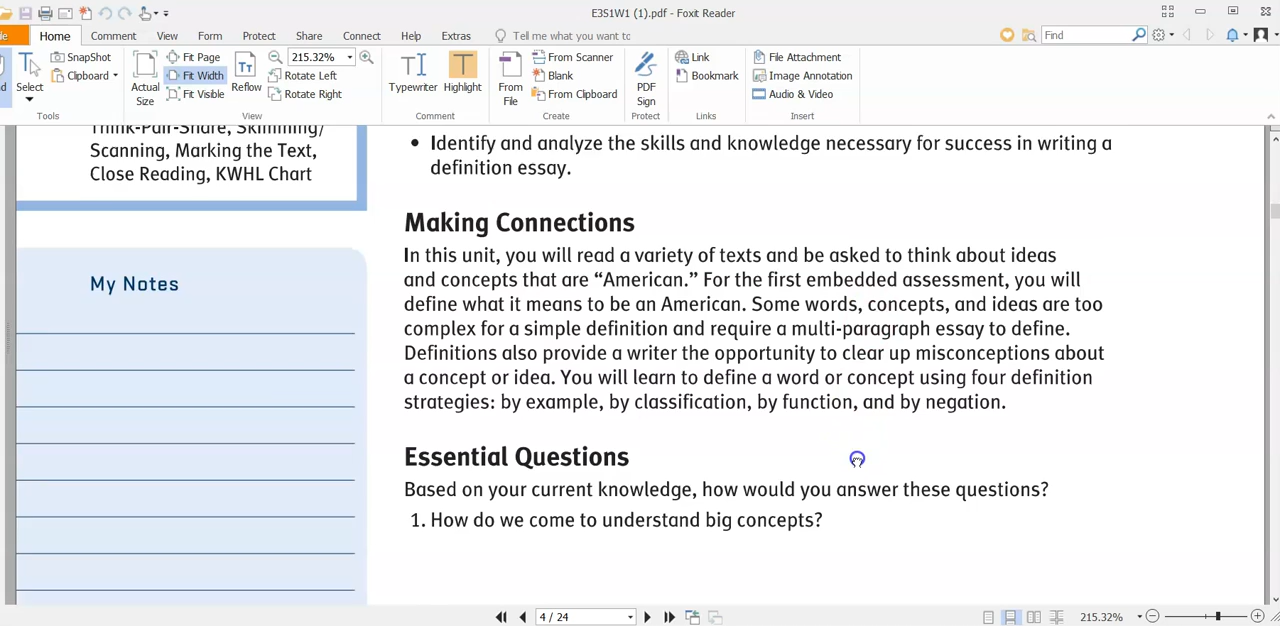 E3S1W1 (1).pdf - Foxit Reader
Home Comment View Form Protect Share Connect Help Extras Tell me what you want to Find
Select
SnapShot
Clipboard
Tools
Actual Size
Fit Page
Fit Width
Fit Visible
Reflow
215.32%
Rotate Left
Rotate Right
View
Typewriter
Highlight
Comment
From File
From Scanner
Blank
From Clipboard
Create
PDF Sign
Protect
Link
Bookmark
Links
File Attachment
Image Annotation
Audio & Video
Insert
Think-Pair-Share, Skimming/
Scanning, Marking the Text,
Close Reading, KWHL Chart
My Notes
• Identify and analyze the skills and knowledge necessary for success in writing a
definition essay.
Making Connections
In this unit, you will read a variety of texts and be asked to think about ideas
and concepts that are “American.” For the first embedded assessment, you will
define what it means to be an American. Some words, concepts, and ideas are too
complex for a simple definition and require a multi-paragraph essay to define.
Definitions also provide a writer the opportunity to clear up misconceptions about
a concept or idea. You will learn to define a word or concept using four definition
strategies: by example, by classification, by function, and by negation.
Essential Questions
Based on your current knowledge, how would you answer these questions?
1. How do we come to understand big concepts?
4 / 24
215.32%